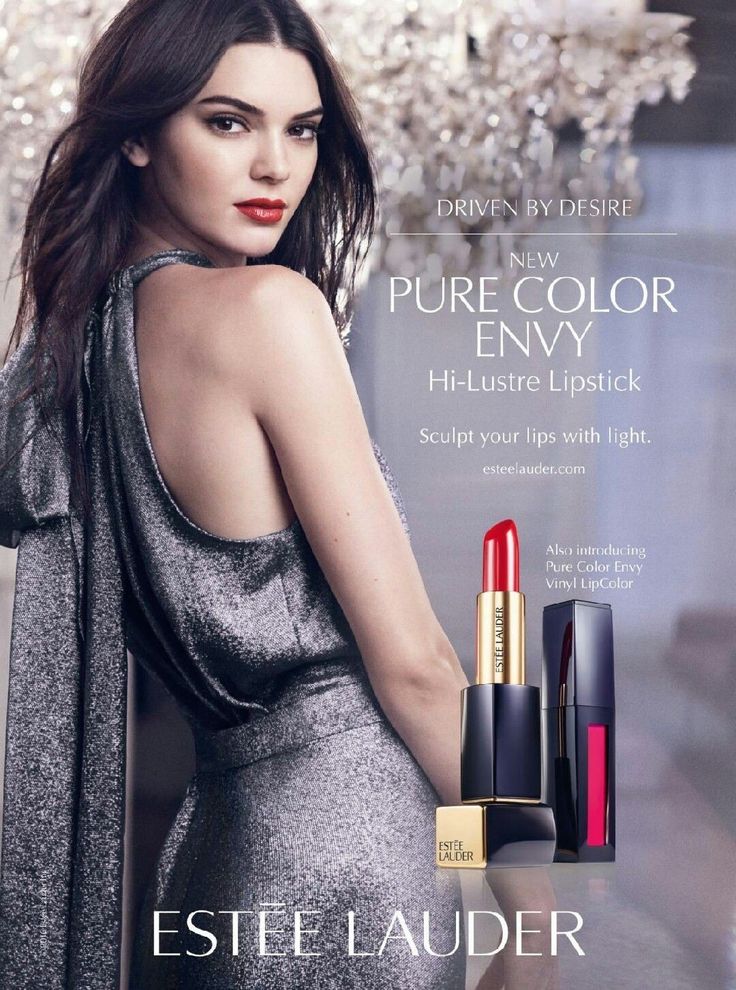 DRIVEN BY DESIRE
NEW
PURE COLOR
ENVY
Hi-Lustre Lipstick
Sculpt your lips with light.
esteelauder.com
Also introducing
Pure Color Envy
Vinyl LipColor
ESTĒE LAUDER
ESTĒE
LAUDER
ESTĒE LAUDER